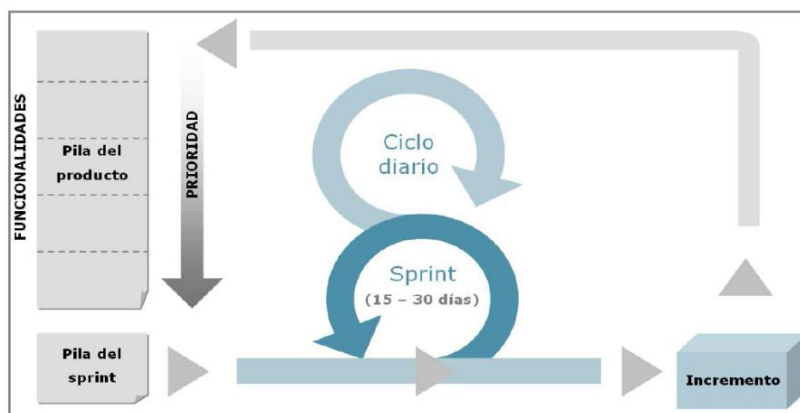 FUNCIONALIDADES
Pila del
producto
PRIORIDAD
Ciclo
diario
Sprint
(15 – 30 días)
Pila del
sprint
Incremento